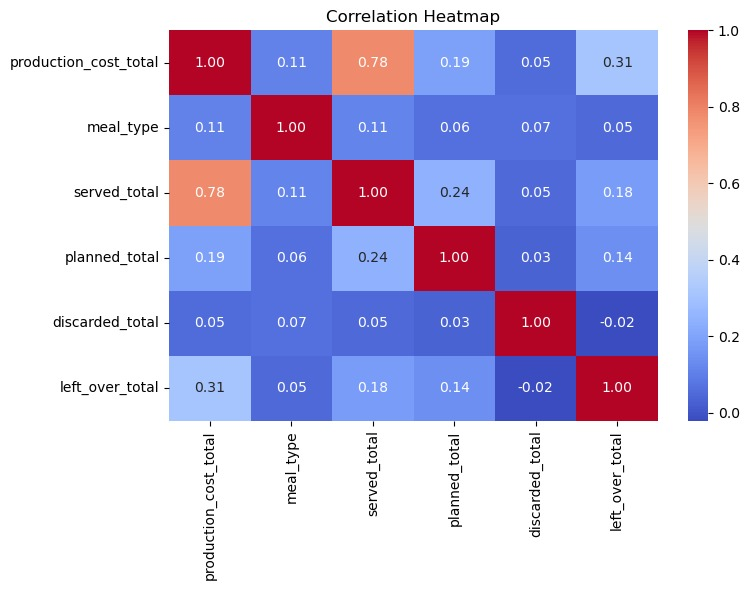 Correlation Heatmap
production_cost_total 1.00 0.11 0.78 0.19 0.05 0.31
meal_type 0.11 1.00 0.11 0.06 0.07 0.05
served_total 0.78 0.11 1.00 0.24 0.05 0.18
planned_total 0.19 0.06 0.24 1.00 0.03 0.14
discarded_total 0.05 0.07 0.05 0.03 1.00 -0.02
left_over_total 0.31 0.05 0.18 0.14 -0.02 1.00
production_cost_total
meal_type
served_total
planned_total
discarded_total
left_over_total
1.0
0.8
0.6
0.4
0.2
0.0